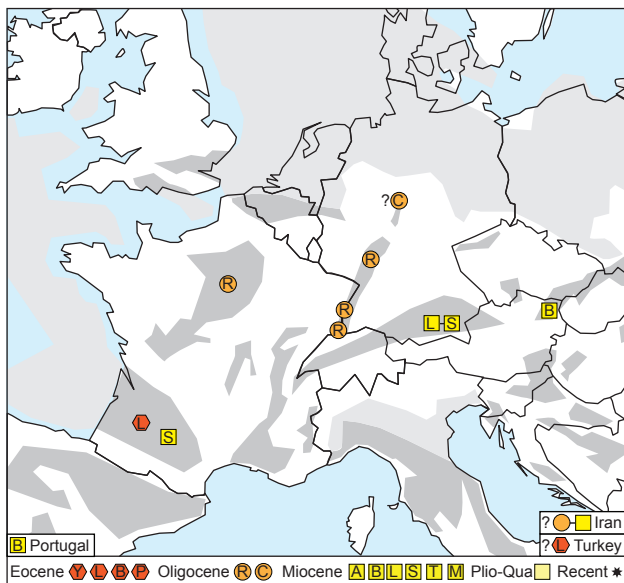 ?C
R
R
R
R
L S
B
L
S
B Portugal
? Iran
? L Turkey
Eocene Y L B P Oligocene R C Miocene A B L S T M Plio-Qua Recent ✷